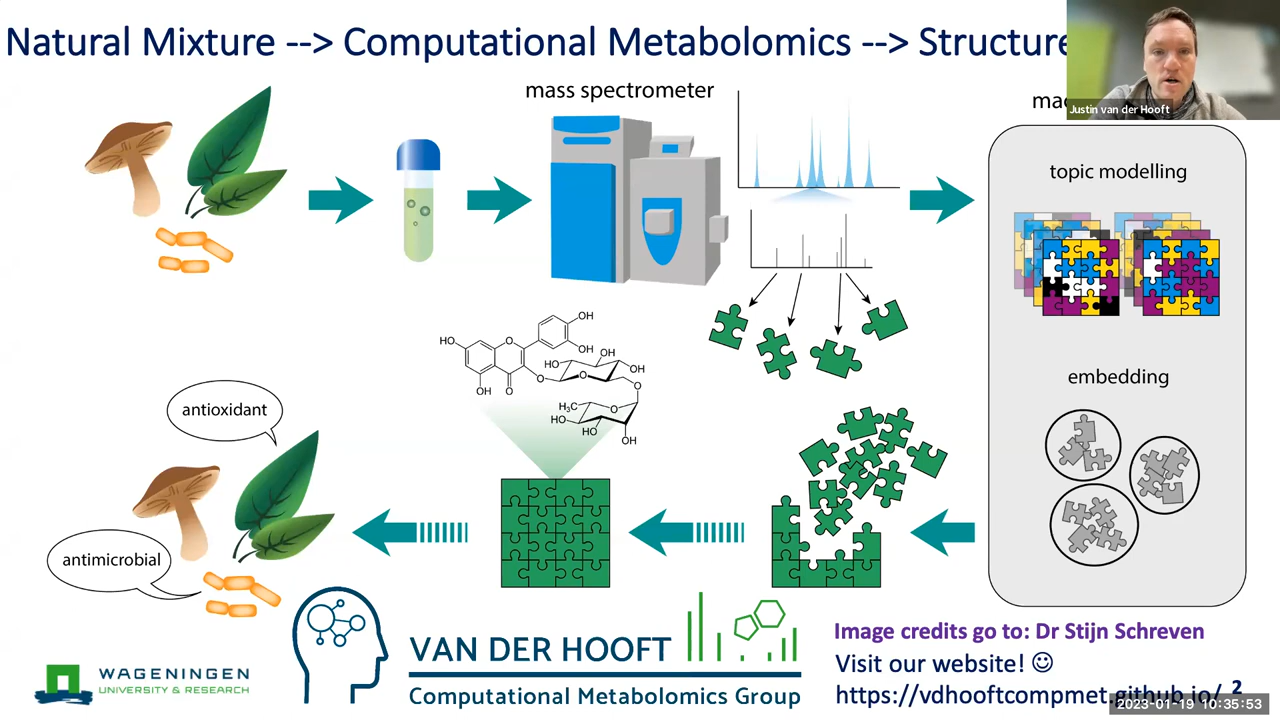 Natural Mixture --> Computational Metabolomics --> Structure
Justin van der Hooft
mass spectrometer
topic modelling
embedding
HO
OH
OH
OH
O
O
O
HO
OH
OH
O
O
H₃C
O
HO
HO
OH
antioxidant
antimicrobial
VAN DER HOOFT
Computational Metabolomics Group
WAGENINGEN
UNIVERSITY & RESEARCH
Image credits go to: Dr Stijn Schreven
Visit our website! ☺
https://vdhooftcompmet.github.io/
2
2023-01-19 10:35:53